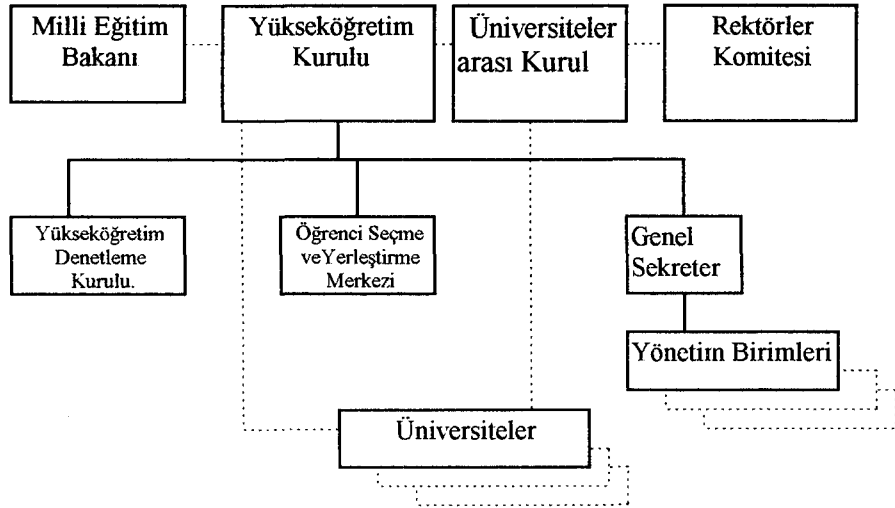 Milli Eğitim
Bakanı
Yükseköğretim
Kurulu
Üniversiteler
arası Kurul
Rektörler
Komitesi
Yükseköğretim
Denetleme
Kurulu.
Öğrenci Seçme
veYerleştirme
Merkezi
Genel
Sekreter
Yönetim Birimleri
Üniversiteler